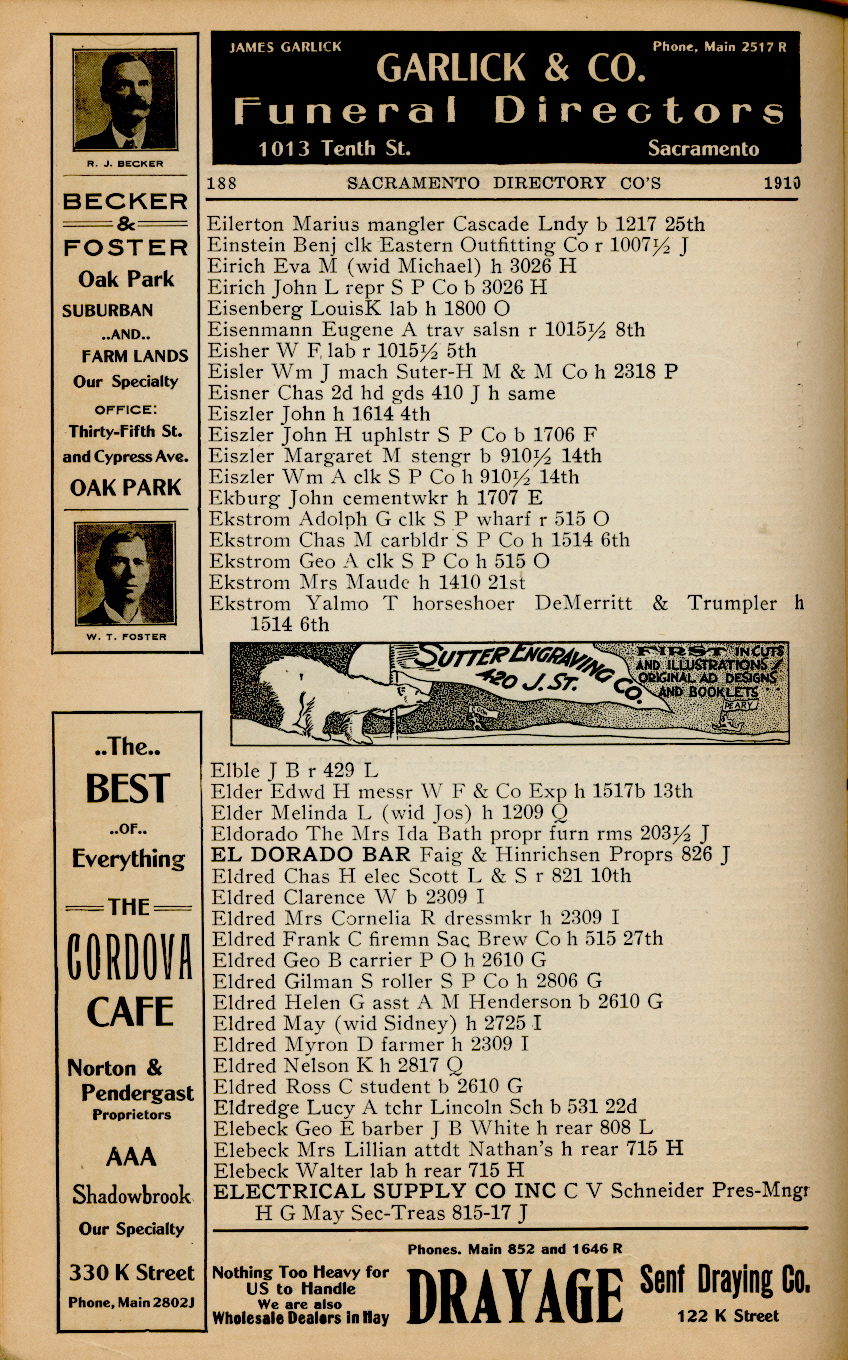 JAMES GARLICK Phone, Main 2517 R
GARLICK & CO.
Funeral Directors
1013 Tenth St. Sacramento
R. J. BECKER
BECKER
&
FOSTER
Oak Park
SUBURBAN
..AND..
FARM LANDS
Our Specialty
OFFICE:
Thirty-Fifth St.
and Cypress Ave.
OAK PARK
W. T. FOSTER
188 SACRAMENTO DIRECTORY CO'S 1910
Eilerton Marius mangler Cascade Lndy b 1217 25th
Einstein Benj clk Eastern Outfitting Co r 1007½ J
Eirich Eva M (wid Michael) h 3026 H
Eirich John L repr S P Co b 3026 H
Eisenberg LouisK lab h 1800 O
Eisenmann Eugene A trav salsn r 1015½ 8th
Eisher W F lab r 1015½ 5th
Eisler Wm J mach Suter-H M & M Co h 2318 P
Eisner Chas 2d hd gds 410 J h same
Eiszler John h 1614 4th
Eiszler John H uphlstr S P Co b 1706 F
Eiszler Margaret M stengr b 910½ 14th
Eiszler Wm A clk S P Co h 910½ 14th
Ekburg John cementwkr h 1707 E
Ekstrom Adolph G clk S P wharf r 515 O
Ekstrom Chas M carbldr S P Co h 1514 6th
Ekstrom Geo A clk S P Co h 515 O
Ekstrom Mrs Maude h 1410 21st
Ekstrom Yalmo T horseshoer DeMerritt & Trumpler h
1514 6th
SUTTER ENGRAVING CO.
420 J. ST.
FIRST IN CUTS
AND ILLUSTRATIONS
ORIGINAL AD DESIGNS
AND BOOKLETS
PEARY
..The..
BEST
..OF..
Everything
THE
CORDOVA
CAFE
Norton &
Pendergast
Proprietors
AAA
Shadowbrook
Our Specialty
330 K Street
Phone, Main 2802J
Elble J B r 429 L
Elder Edwd H messr W F & Co Exp h 1517b 13th
Elder Melinda L (wid Jos) h 1209 Q
Eldorado The Mrs Ida Bath propr furn rms 203½ J
EL DORADO BAR Faig & Hinrichsen Proprs 826 J
Eldred Chas H elec Scott L & S r 821 10th
Eldred Clarence W b 2309 I
Eldred Mrs Cornelia R dressmkr h 2309 I
Eldred Frank C firemn Sac Brew Co h 515 27th
Eldred Geo B carrier P O h 2610 G
Eldred Gilman S roller S P Co h 2806 G
Eldred Helen G asst A M Henderson b 2610 G
Eldred May (wid Sidney) h 2725 I
Eldred Myron D farmer h 2309 I
Eldred Nelson K h 2817 Q
Eldred Ross C student b 2610 G
Eldredge Lucy A tchr Lincoln Sch b 531 22d
Elebeck Geo E barber J B White h rear 808 L
Elebeck Mrs Lillian attdt Nathan's h rear 715 H
Elebeck Walter lab h rear 715 H
ELECTRICAL SUPPLY CO INC C V Schneider Pres-Mngr
H G May Sec-Treas 815-17 J
Phones. Main 852 and 1646 R
Nothing Too Heavy for
US to Handle
We are also
Wholesale Dealers in Hay
DRAYAGE
Senf Draying Co.
122 K Street